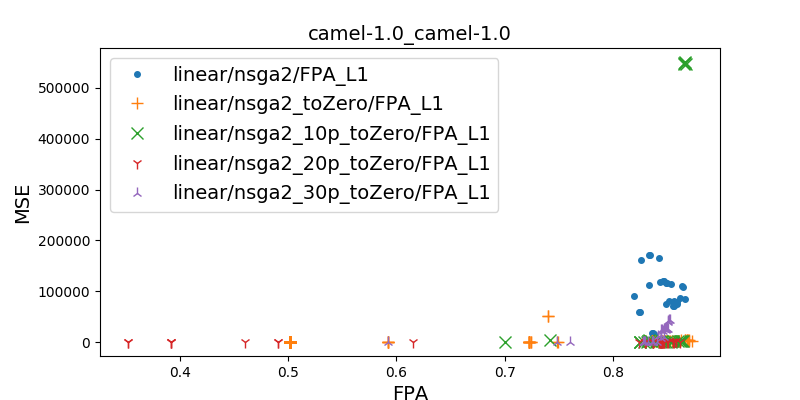 camel-1.0_camel-1.0
linear/nsga2/FPA_L1
linear/nsga2_toZero/FPA_L1
linear/nsga2_10p_toZero/FPA_L1
linear/nsga2_20p_toZero/FPA_L1
linear/nsga2_30p_toZero/FPA_L1
MSE
500000
400000
300000
200000
100000
0
0.4 0.5 0.6 0.7 0.8
FPA